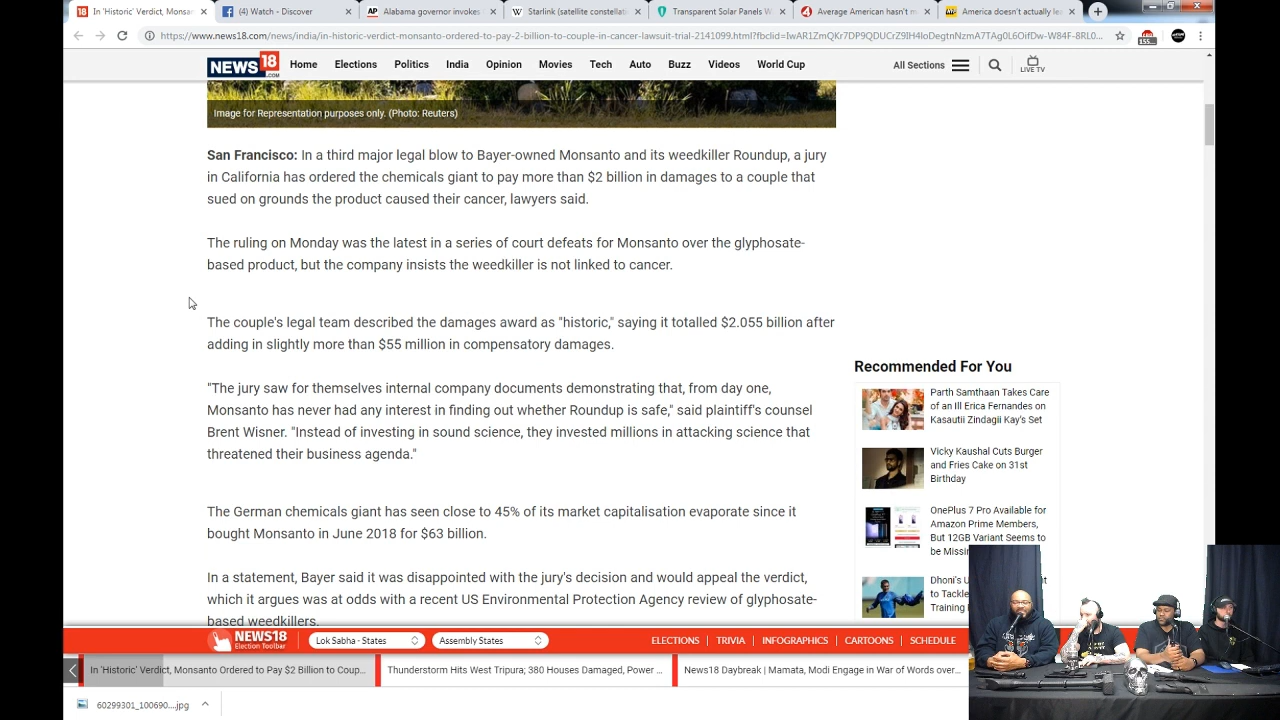 In 'Historic' Verdict, Monsan
(4) Watch - Discover
Alabama governor invokes
Starlink (satellite constellati
Transparent Solar Panels W
Average American hasn't m
America doesn't actually le
https://www.news18.com/news/india/in-historic-verdict-monsanto-ordered-to-pay-2-billion-to-couple-in-cancer-lawsuit-trial-2141099.html?fbclid=
NEWS 18 .COM
Home Elections Politics India Opinion Movies Tech Auto Buzz Videos World Cup
All Sections
LIVE TV
Image for Representation purposes only. (Photo: Reuters)
San Francisco: In a third major legal blow to Bayer-owned Monsanto and its weedkiller Roundup, a jury
in California has ordered the chemicals giant to pay more than $2 billion in damages to a couple that
sued on grounds the product caused their cancer, lawyers said.
The ruling on Monday was the latest in a series of court defeats for Monsanto over the glyphosate-
based product, but the company insists the weedkiller is not linked to cancer.
The couple's legal team described the damages award as "historic," saying it totalled $2.055 billion after
adding in slightly more than $55 million in compensatory damages.
"The jury saw for themselves internal company documents demonstrating that, from day one,
Monsanto has never had any interest in finding out whether Roundup is safe," said plaintiff's counsel
Brent Wisner. "Instead of investing in sound science, they invested millions in attacking science that
threatened their business agenda."
The German chemicals giant has seen close to 45% of its market capitalisation evaporate since it
bought Monsanto in June 2018 for $63 billion.
In a statement, Bayer said it was disappointed with the jury's decision and would appeal the verdict,
which it argues was at odds with a recent US Environmental Protection Agency review of glyphosate-
based weedkillers.
Recommended For You
Parth Samthaan Takes Care
of an Ill Erica Fernandes on
Kasautii Zindagii Kay's Set
Vicky Kaushal Cuts Burger
and Fries Cake on 31st
Birthday
OnePlus 7 Pro Available for
Amazon Prime Members,
But 12GB Variant Seems to
be Missi
Dhoni's U
to Tackle
Training
NEWS18
Election Toolbar
Lok Sabha - States
Assembly States
ELECTIONS TRIVIA INFOGRAPHICS CARTOONS SCHEDULE
In 'Historic' Verdict, Monsanto Ordered to Pay $2 Billion to Coup...
Thunderstorm Hits West Tripura; 380 Houses Damaged, Power ...
News18 Daybreak | Mamata, Modi Engage in War of Words over...
60299301_100690....jpg